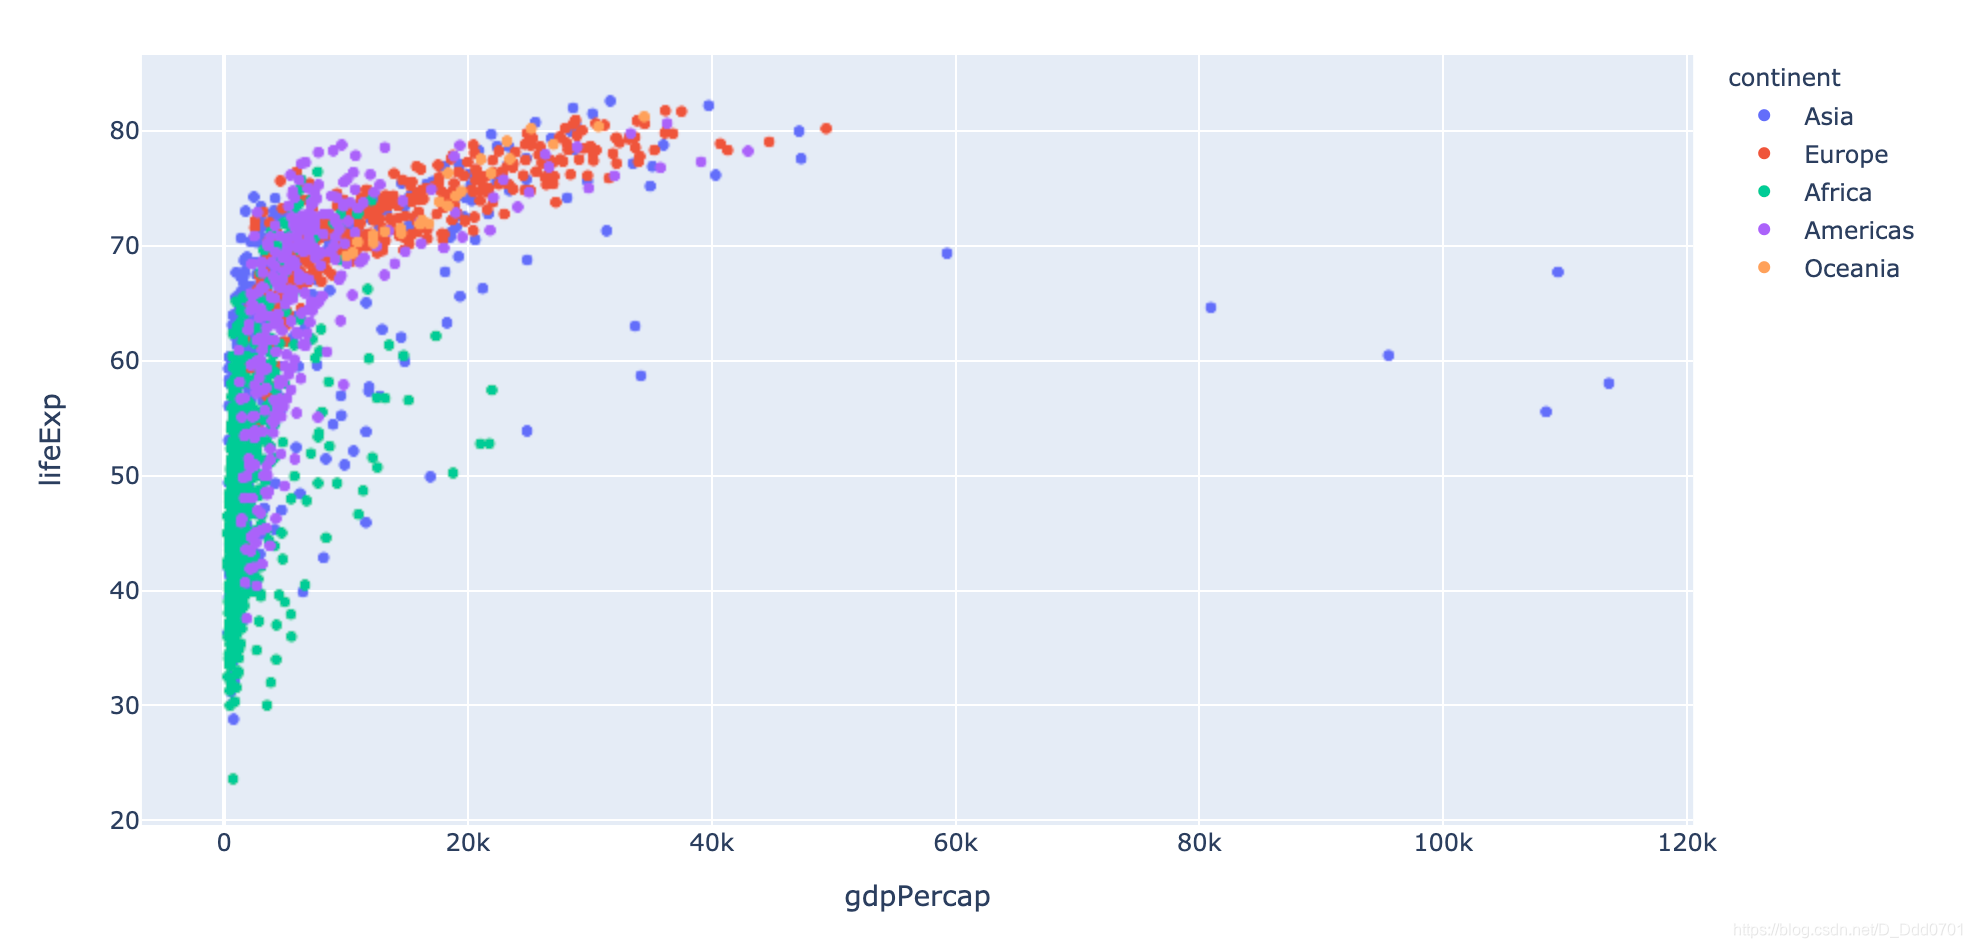 continent
Asia
Europe
Africa
Americas
Oceania
lifeExp
80
70
60
50
40
30
20
0 20k 40k 60k 80k 100k 120k
gdpPercap
https://blog.csdn.net/D_Ddd0701